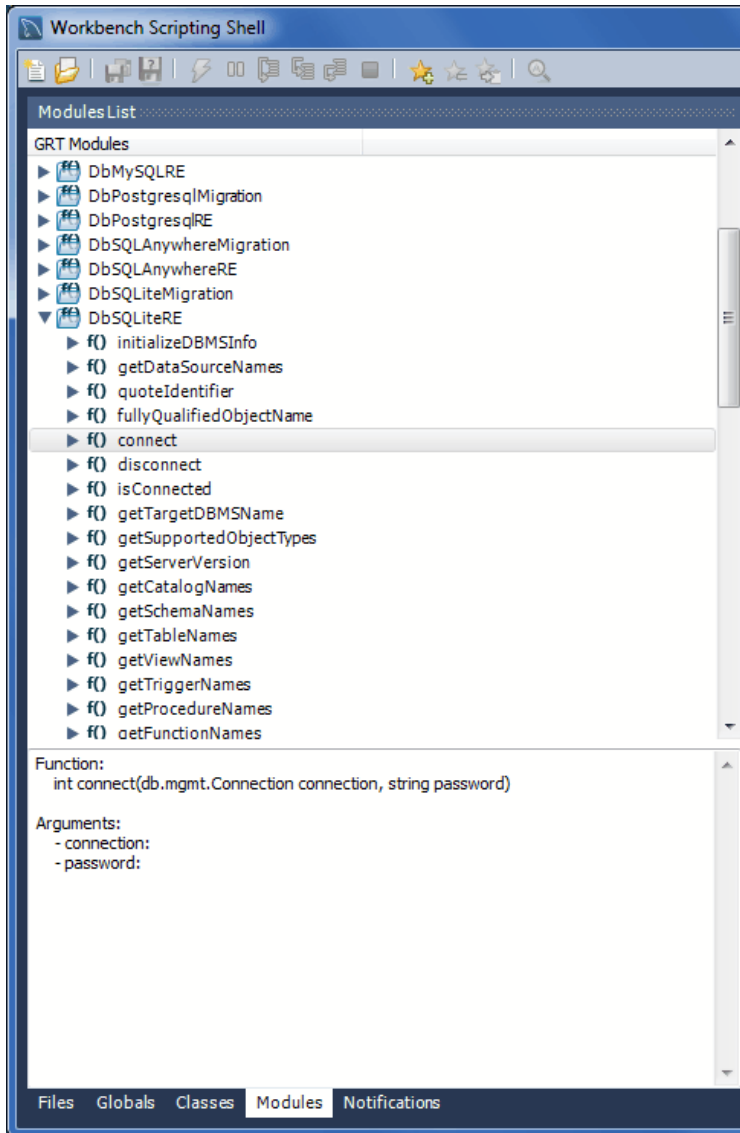 Workbench Scripting Shell
Modules List
GRT Modules
DbMySQLRE
DbPostgresqlMigration
DbPostgresqlRE
DbSQLAnywhereMigration
DbSQLAnywhereRE
DbSQLiteMigration
DbSQLiteRE
f() initializeDBMSInfo
f() getDataSourceNames
f() quoteIdentifier
f() fullyQualifiedObjectName
f() connect
f() disconnect
f() isConnected
f() getTargetDBMSName
f() getSupportedObjectTypes
f() getServerVersion
f() getCatalogNames
f() getSchemaNames
f() getTableNames
f() getViewNames
f() getTriggerNames
f() getProcedureNames
f() getFunctionNames
Function:
int connect(db.mgmt.Connection connection, string password)
Arguments:
- connection:
- password:
Files Globals Classes Modules Notifications